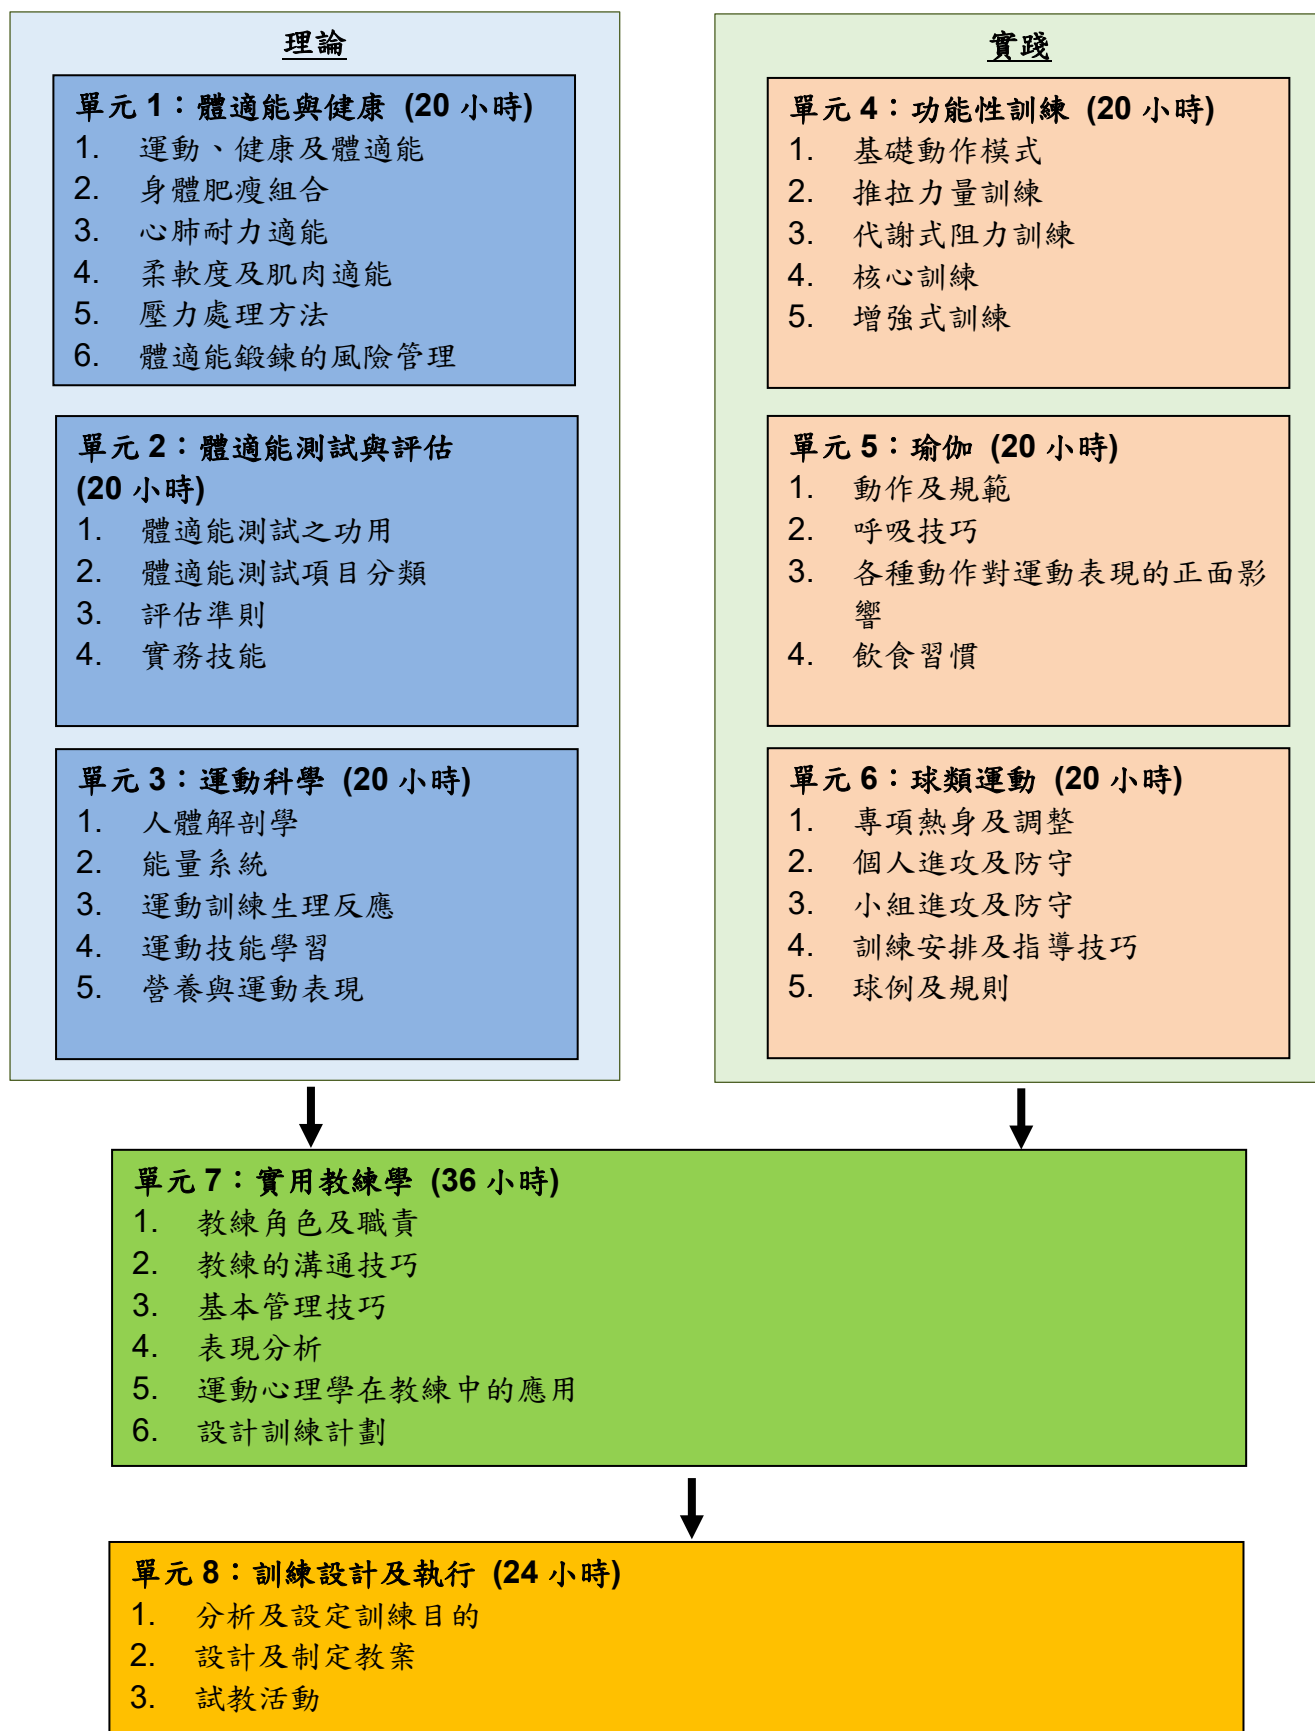 理論
單元 1：體適能與健康 (20 小時)
1. 運動、健康及體適能
2. 身體肥瘦組合
3. 心肺耐力適能
4. 柔軟度及肌肉適能
5. 壓力處理方法
6. 體適能鍛鍊的風險管理
單元 2：體適能測試與評估
(20 小時)
1. 體適能測試之功用
2. 體適能測試項目分類
3. 評估準則
4. 實務技能
單元 3：運動科學 (20 小時)
1. 人體解剖學
2. 能量系統
3. 運動訓練生理反應
4. 運動技能學習
5. 營養與運動表現
實踐
單元 4：功能性訓練 (20 小時)
1. 基礎動作模式
2. 推拉力量訓練
3. 代謝式阻力訓練
4. 核心訓練
5. 增強式訓練
單元 5：瑜伽 (20 小時)
1. 動作及規範
2. 呼吸技巧
3. 各種動作對運動表現的正面影
響
4. 飲食習慣
單元 6：球類運動 (20 小時)
1. 專項熱身及調整
2. 個人進攻及防守
3. 小組進攻及防守
4. 訓練安排及指導技巧
5. 球例及規則
單元 7：實用教練學 (36 小時)
1. 教練角色及職責
2. 教練的溝通技巧
3. 基本管理技巧
4. 表現分析
5. 運動心理學在教練中的應用
6. 設計訓練計劃
單元 8：訓練設計及執行 (24 小時)
1. 分析及設定訓練目的
2. 設計及制定教案
3. 試教活動